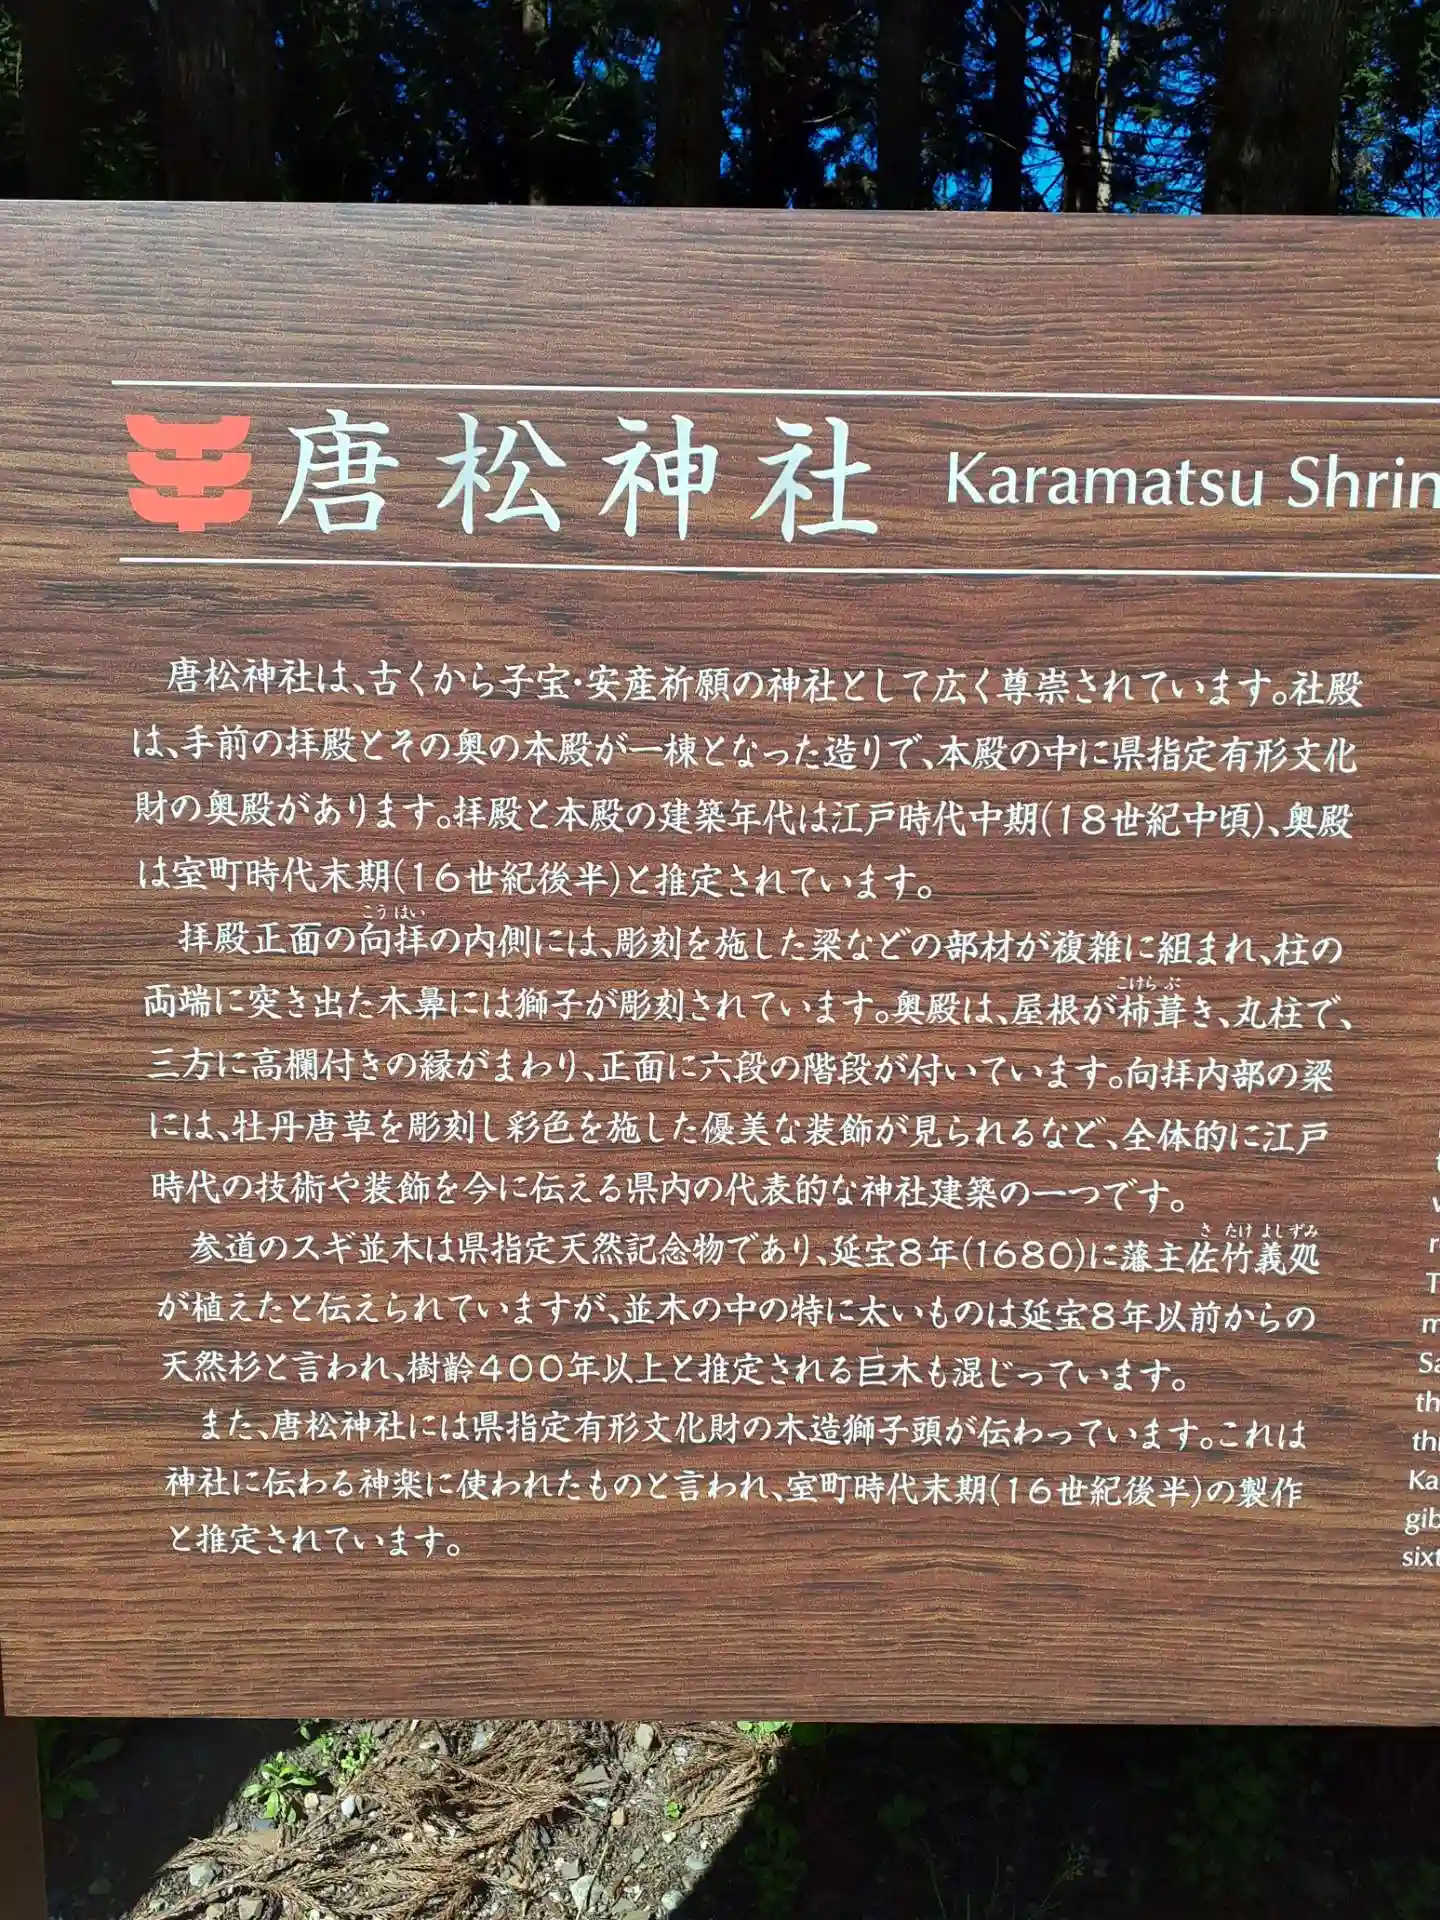 唐松神社 Karamatsu Shrin
唐松神社は、古くから子宝・安産祈願の神社として広く尊崇されています。社殿
は、手前の拝殿とその奥の本殿が一棟となった造りで、本殿の中に県指定有形文化
財の奥殿があります。拝殿と本殿の建築年代は江戸時代中期(18世紀中頃)、奥殿
は室町時代末期(16世紀後半)と推定されています。
こう はい
拝殿正面の向拝の内側には、彫刻を施した梁などの部材が複雑に組まれ、柱の
こけら ぶ
両端に突き出た木鼻には獅子が彫刻されています。奥殿は、屋根が杮葺き、丸柱で、
三方に高欄付きの縁がまわり、正面に六段の階段が付いています。向拝内部の梁
には、牡丹唐草を彫刻し彩色を施した優美な装飾が見られるなど、全体的に江戸
時代の技術や装飾を今に伝える県内の代表的な神社建築の一つです。
さ たけ よしずみ
参道のスギ並木は県指定天然記念物であり、延宝8年(1680)に藩主佐竹義処
が植えたと伝えられていますが、並木の中の特に太いものは延宝8年以前からの
天然杉と言われ、樹齢400年以上と推定される巨木も混じっています。
また、唐松神社には県指定有形文化財の木造獅子頭が伝わっています。これは
神社に伝わる神楽に使われたものと言われ、室町時代末期(16世紀後半)の製作
と推定されています。
Sa
th
thi
Ka
gib
sixt